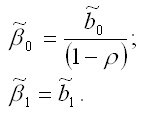 β̃₀ = b̃₀ / (1 − ρ) ;
β̃₁ = b̃₁ .